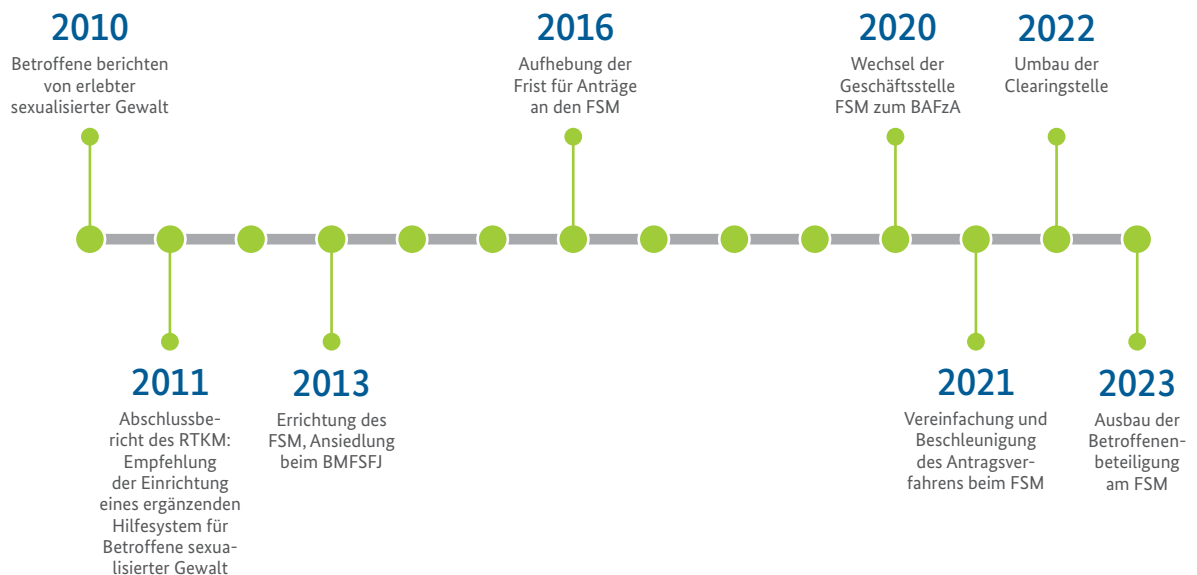 2010
Betroffene berichten
von erlebter
sexualisierter Gewalt
2016
Aufhebung der
Frist für Anträge
an den FSM
2020
Wechsel der
Geschäftsstelle
FSM zum BAFzA
2022
Umbau der
Clearingstelle
2011
Abschlussbe-
richt des RTKM:
Empfehlung
der Einrichtung
eines ergänzenden
Hilfesystem für
Betroffene sexua-
lisierter Gewalt
2013
Errichtung des
FSM, Ansiedlung
beim BMFSFJ
2021
Vereinfachung und
Beschleunigung
des Antragsver-
fahrens beim FSM
2023
Ausbau der
Betroffenen-
beteiligung
am FSM